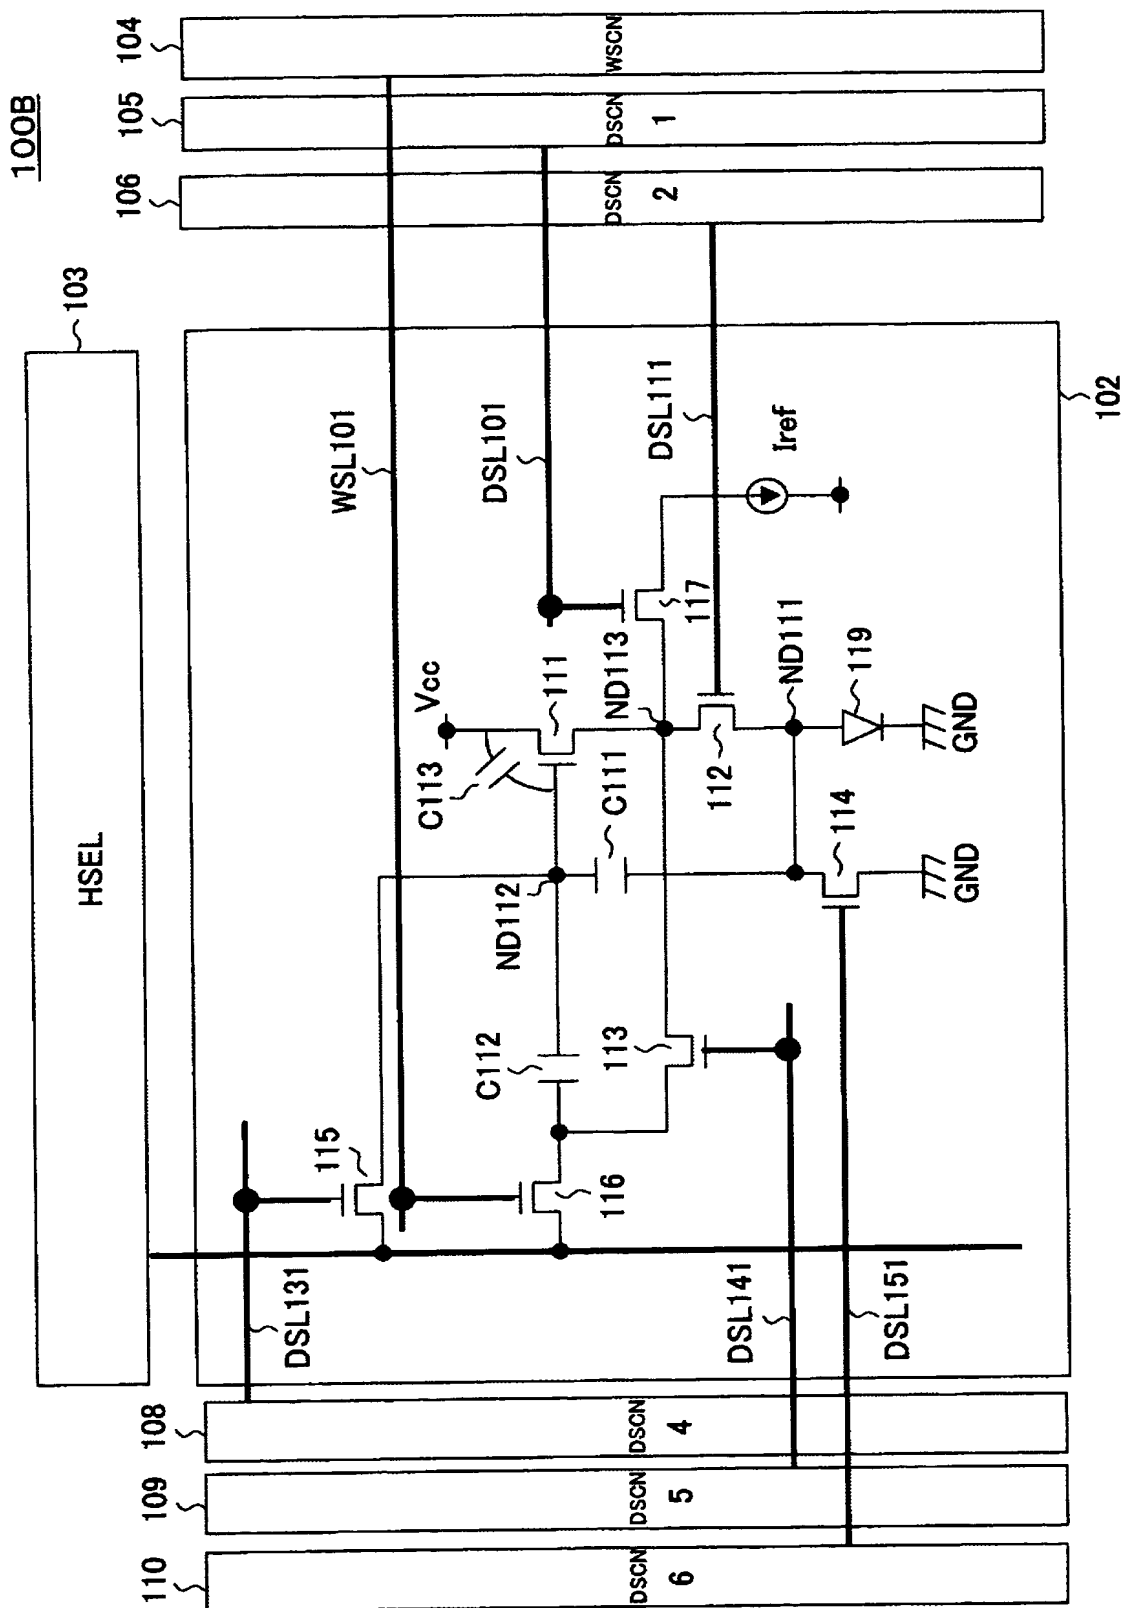 100B
104
WSCN
105
DSCN
1
106
DSCN
2
103
HSEL
102
WSL101
DSL101
DSL111
Iref
Vcc
C113
111
ND113
117
C111
112
ND111
119
GND
ND112
114
GND
C112
113
115
116
DSL131
DSL141
DSL151
108
DSCN
4
109
DSCN
5
110
DSCN
6